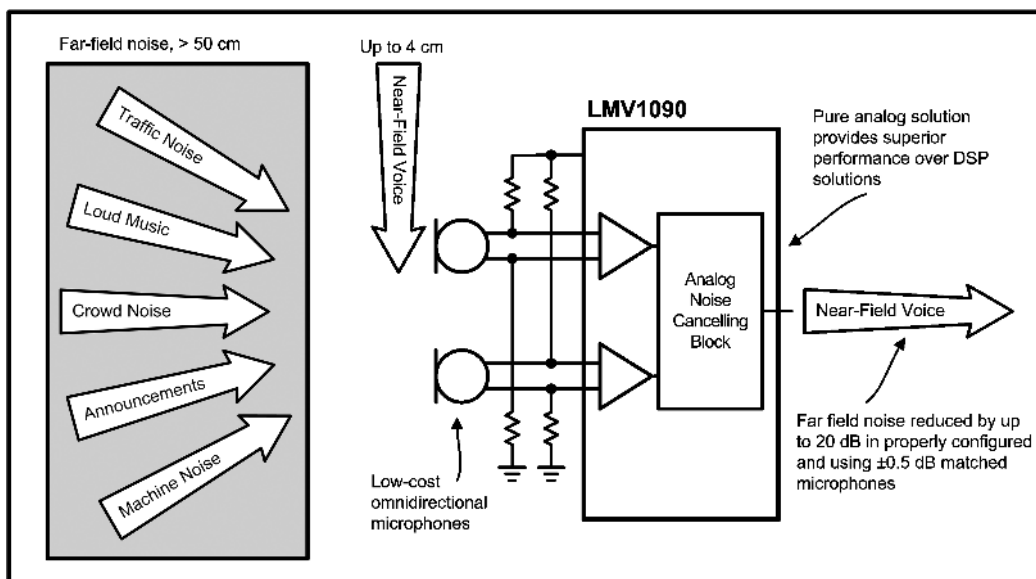 Far-field noise, > 50 cm
Traffic Noise
Loud Music
Crowd Noise
Announcements
Machine Noise
Up to 4 cm
Near-Field Voice
Low-cost
omnidirectional
microphones
LMV1090
Analog
Noise
Cancelling
Block
Pure analog solution
provides superior
performance over DSP
solutions
Near-Field Voice
Far field noise reduced by up
to 20 dB in properly configured
and using ±0.5 dB matched
microphones